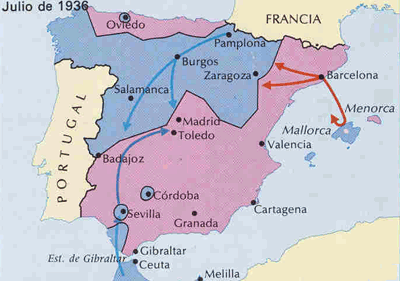 Julio de 1936
FRANCIA
Oviedo
Pamplona
Burgos
Zaragoza
Barcelona
Salamanca
Menorca
Mallorca
Madrid
Toledo
PORTUGAL
Badajoz
Valencia
Córdoba
Sevilla
Granada
Cartagena
Est. de Gibraltar
Gibraltar
Ceuta
Melilla